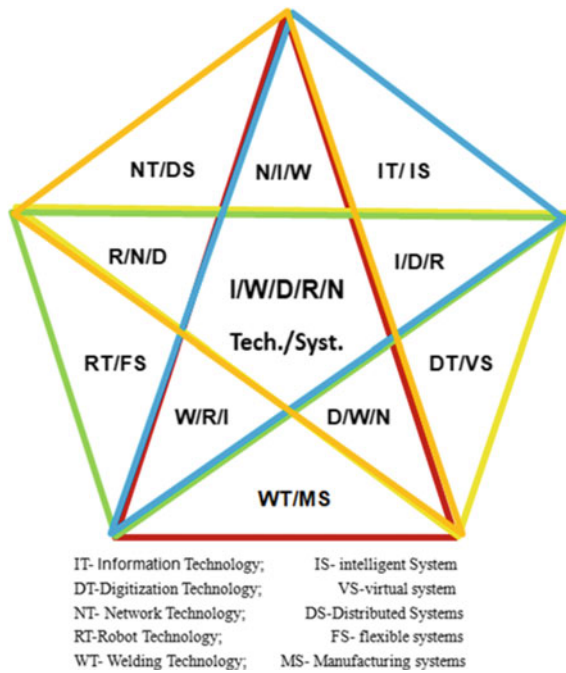 NT/DS N/I/W IT/ IS
R/N/D I/D/R
I/W/D/R/N
Tech./Syst.
RT/FS DT/VS
W/R/I D/W/N
WT/MS
IT- Information Technology; IS- intelligent System
DT-Digitization Technology; VS-virtual system
NT- Network Technology; DS-Distributed Systems
RT-Robot Technology; FS- flexible systems
WT- Welding Technology; MS- Manufacturing systems